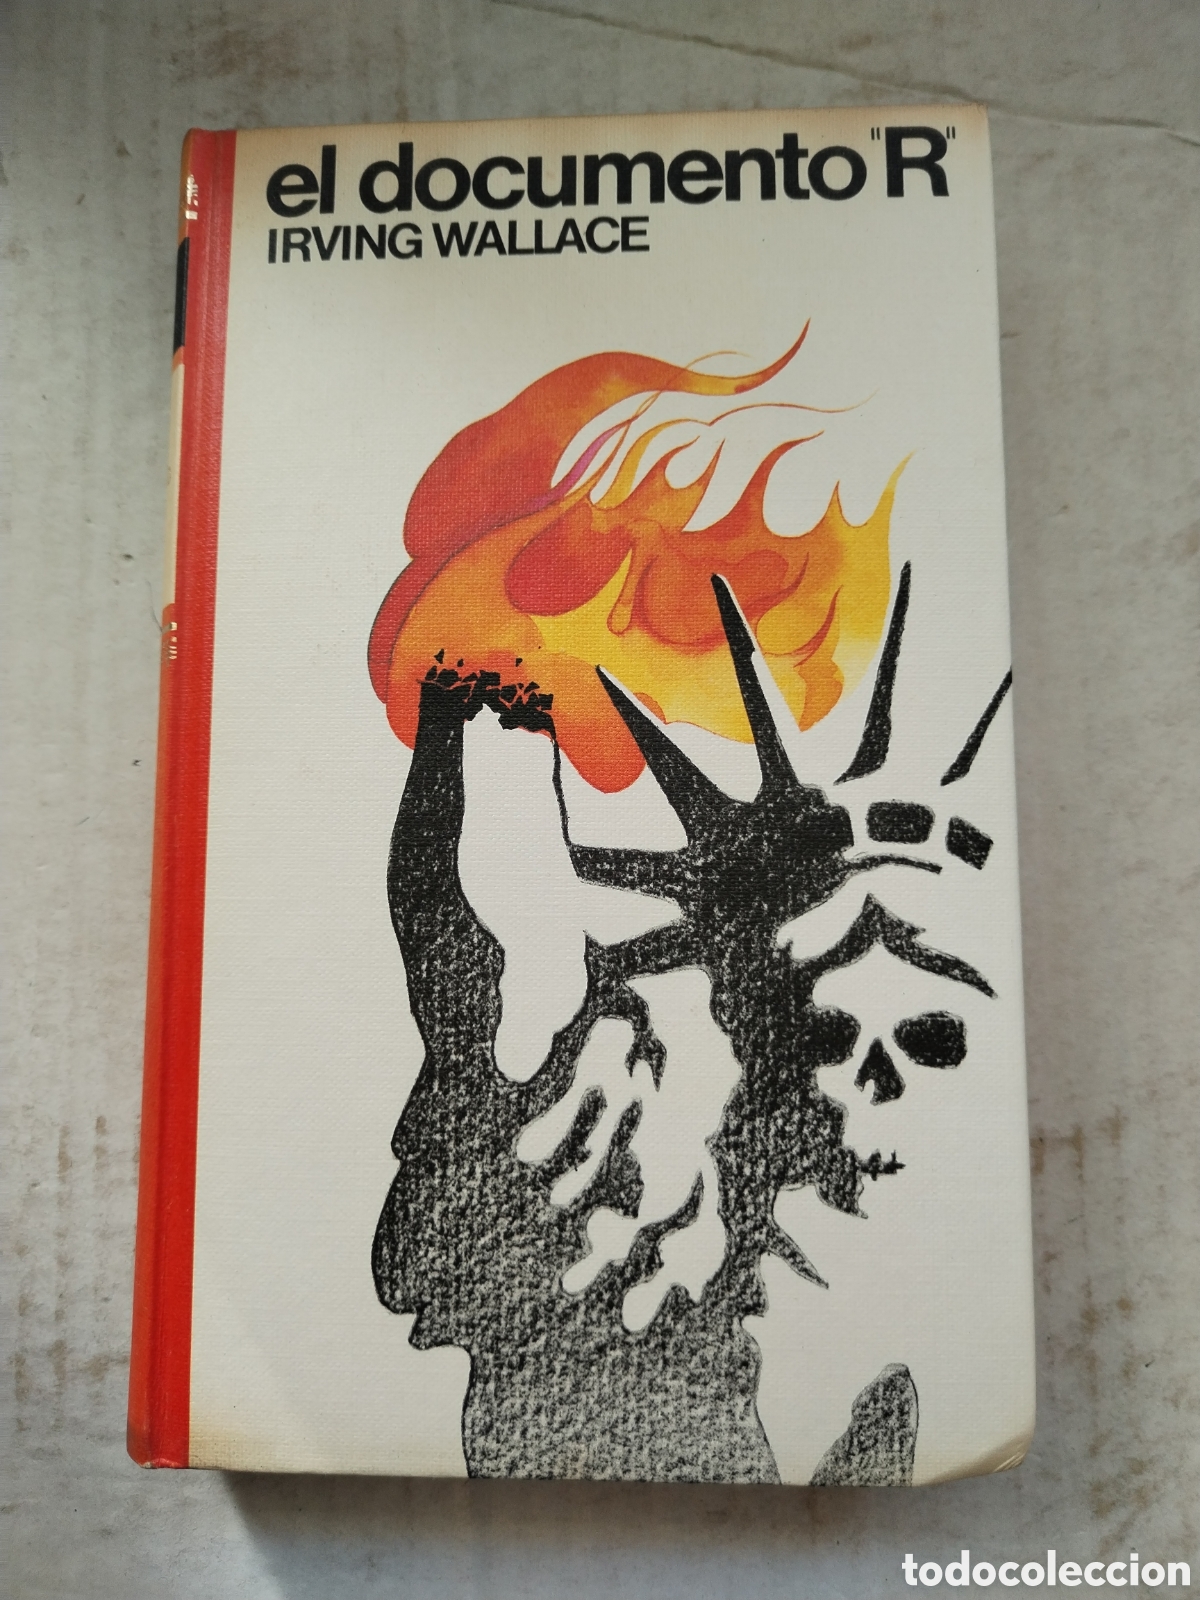 el documento "R"
IRVING WALLACE
todocoleccion